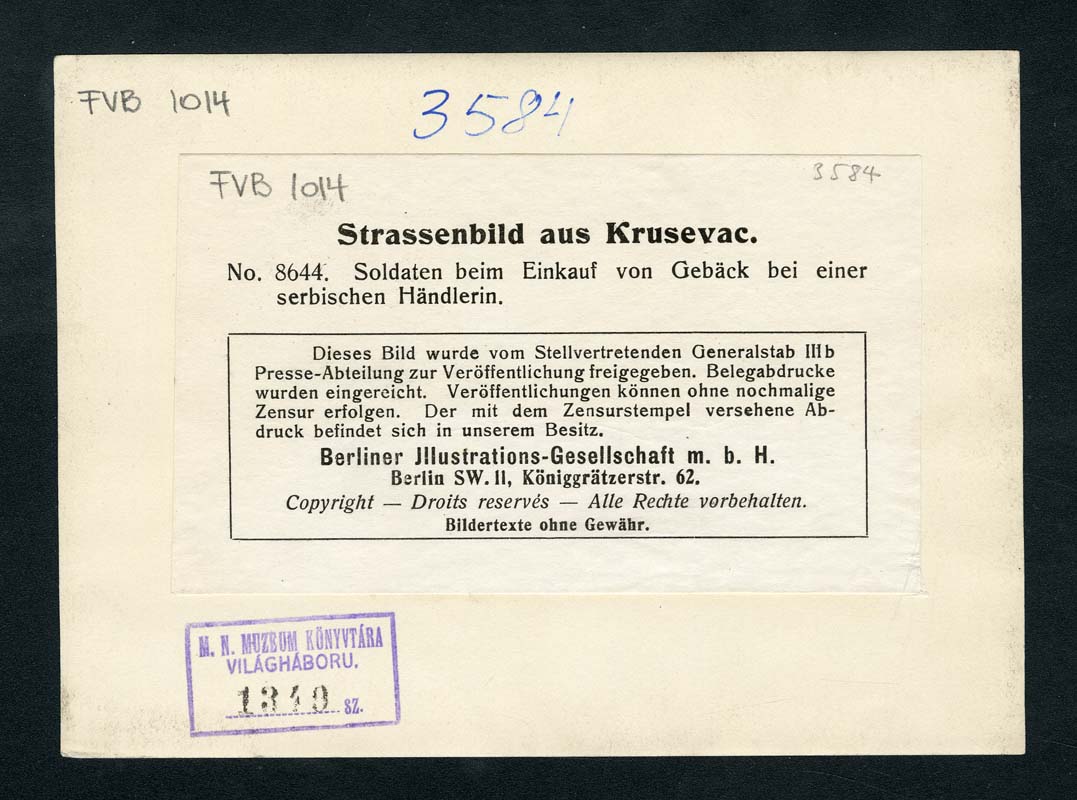 FVB 1014
3584
FVB 1014
3584
Strassenbild aus Krusevac.
No. 8644. Soldaten beim Einkauf von Gebäck bei einer
serbischen Händlerin.
Dieses Bild wurde vom Stellvertretenden Generalstab IIIb
Presse-Abteilung zur Veröffentlichung freigegeben. Belegabdrucke
wurden eingereicht. Veröffentlichungen können ohne nochmalige
Zensur erfolgen. Der mit dem Zensurstempel versehene Ab-
druck befindet sich in unserem Besitz.
Berliner Jllustrations-Gesellschaft m. b. H.
Berlin SW. 11, Königgrätzerstr. 62.
Copyright — Droits reservés — Alle Rechte vorbehalten.
Bildertexte ohne Gewähr.
M. N. MUZEUM KÖNYVTÁRA
VILÁGHÁBORU.
1349 SZ.